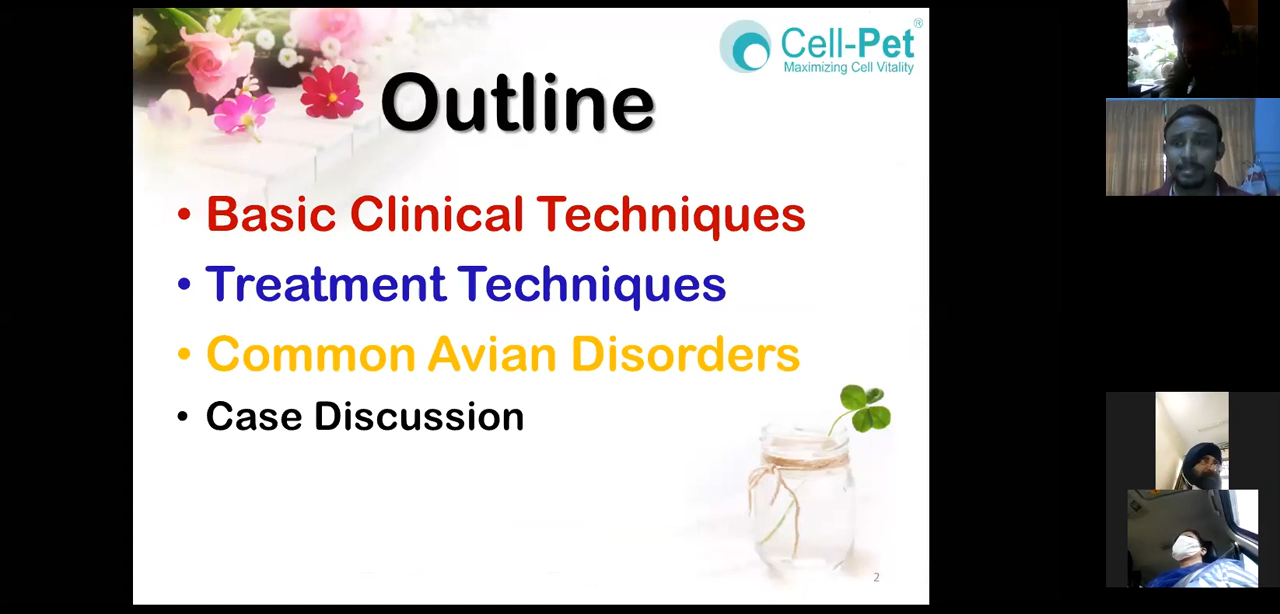 Cell-Pet®
Maximizing Cell Vitality
Outline
• Basic Clinical Techniques
• Treatment Techniques
• Common Avian Disorders
• Case Discussion
2